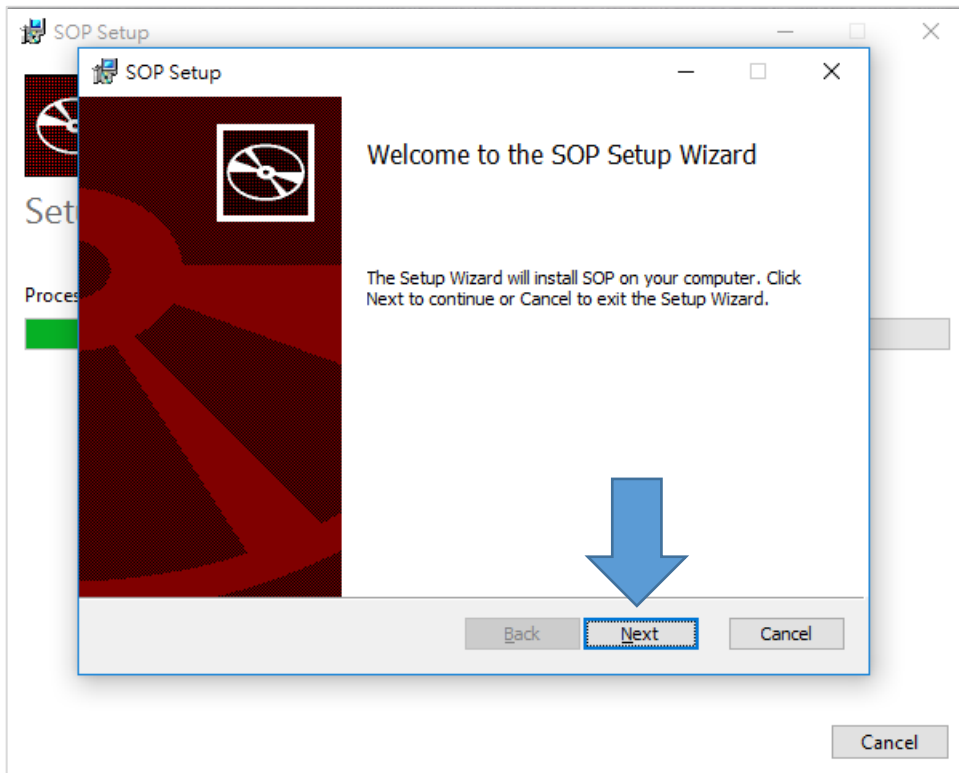 SOP Setup
SOP Setup
Welcome to the SOP Setup Wizard
Set
The Setup Wizard will install SOP on your computer. Click
Next to continue or Cancel to exit the Setup Wizard.
Proces
Back
Next
Cancel
Cancel